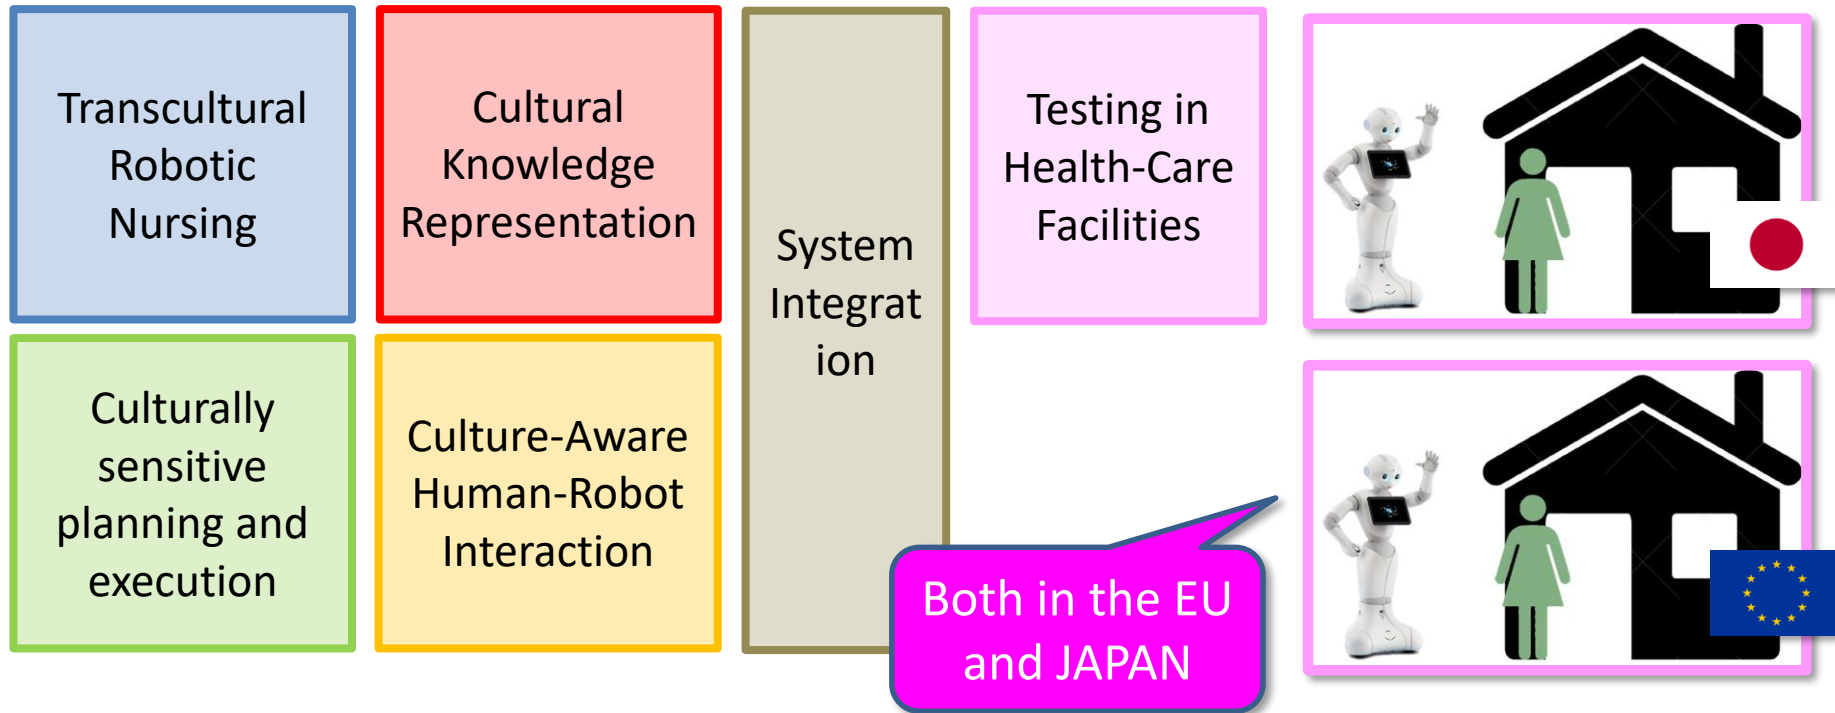 Transcultural
Robotic
Nursing
Cultural
Knowledge
Representation
System
Integrat
ion
Testing in
Health-Care
Facilities
Culturally
sensitive
planning and
execution
Culture-Aware
Human-Robot
Interaction
Both in the EU
and JAPAN